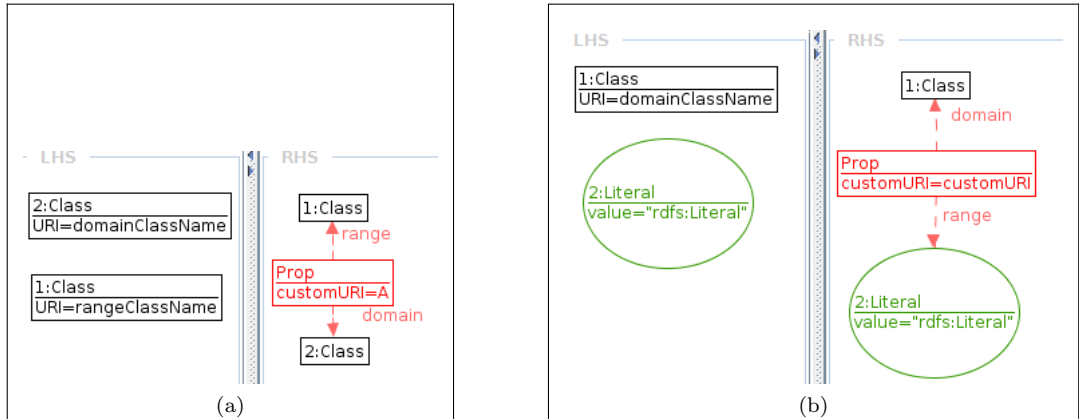 LHS
RHS
2:Class
URI=domainClassName
1:Class
URI=rangeClassName
1:Class
range
Prop
customURI=A
domain
2:Class
(a)
LHS
RHS
1:Class
URI=domainClassName
2:Literal
value="rdfs:Literal"
1:Class
domain
Prop
customURI=customURI
range
2:Literal
value="rdfs:Literal"
(b)